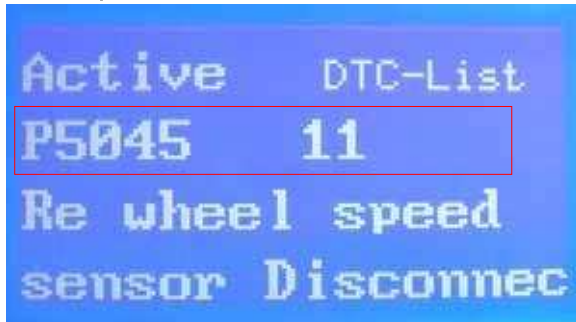 Active DTC-List
P5045 11
Re wheel speed
sensor Disconnec